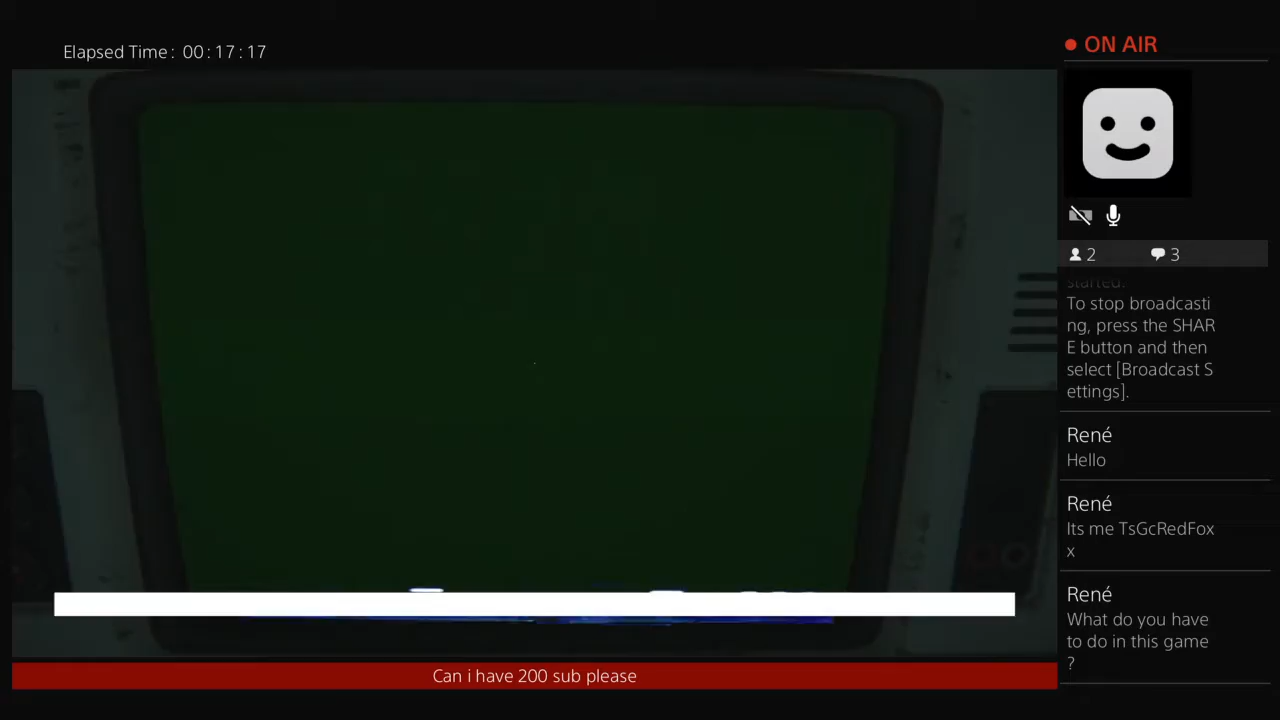 Elapsed Time: 00:17:17
ON AIR
2
3
started.
To stop broadcasti
ng, press the SHAR
E button and then
select [Broadcast S
ettings].
René
Hello
René
Its me TsGcRedFox
x
René
What do you have
to do in this game
?
Can i have 200 sub please